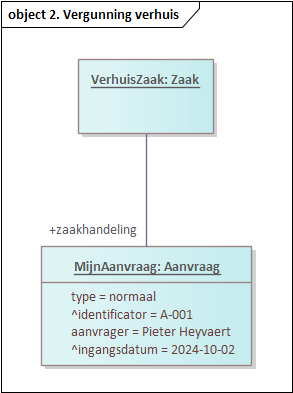 object 2. Vergunning verhuis
VerhuisZaak: Zaak
+zaakhandeling
MijnAanvraag: Aanvraag
type = normaal
^identificator = A-001
aanvrager = Pieter Heyvaert
^ingangsdatum = 2024-10-02